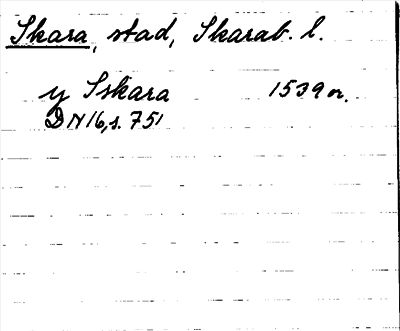 Skara, stad, Skarab. l.
y Sskara 1539 or.
DN16, s. 751